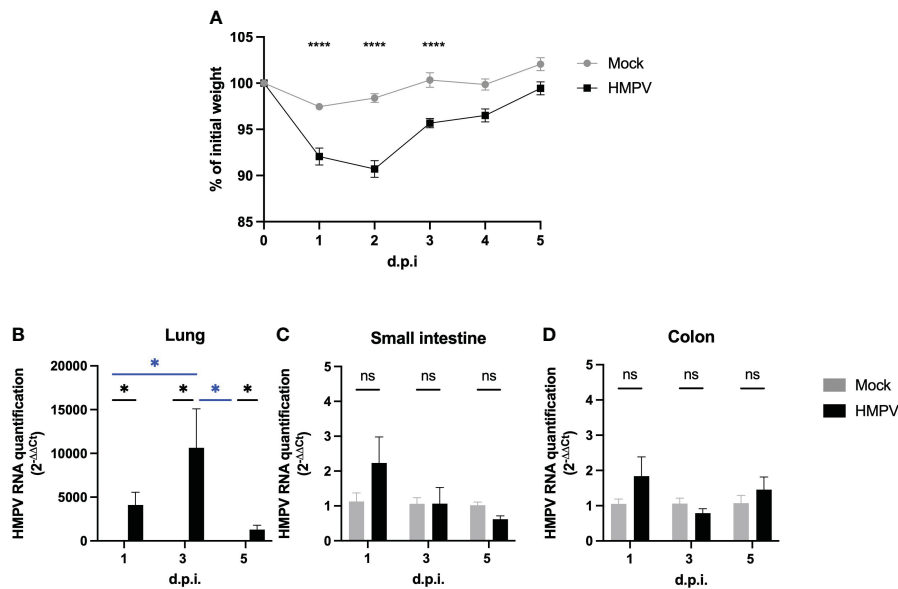 A
105
100
95
90
85
% of initial weight
**** **** ****
0 1 2 3 4 5
d.p.i
Mock
HMPV
B
Lung
HMPV RNA quantification
(2-ΔΔCt)
20000
15000
10000
5000
0
*
* * * *
1 3 5
d.p.i.
C
Small intestine
HMPV RNA quantification
(2-ΔΔCt)
5
4
3
2
1
0
ns ns ns
1 3 5
d.p.i.
D
Colon
HMPV RNA quantification
(2-ΔΔCt)
5
4
3
2
1
0
ns ns ns
1 3 5
d.p.i.
Mock
HMPV